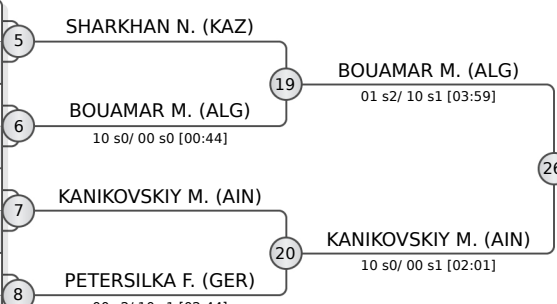 5
SHARKHAN N. (KAZ)
19
BOUAMAR M. (ALG)
01 s2/ 10 s1 [03:59]
6
BOUAMAR M. (ALG)
10 s0/ 00 s0 [00:44]
26
7
KANIKOVSKIY M. (AIN)
20
KANIKOVSKIY M. (AIN)
10 s0/ 00 s1 [02:01]
8
PETERSILKA F. (GER)